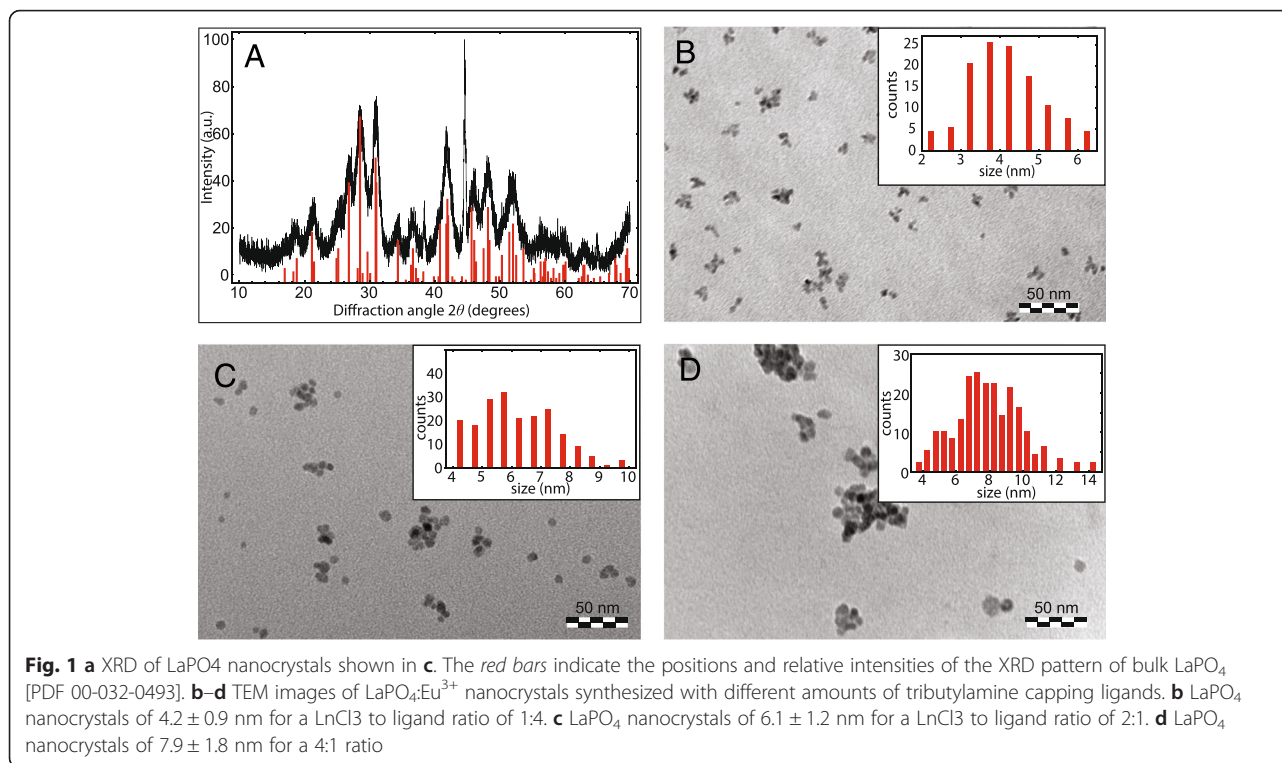 A
100
80
60
40
20
0
Intensity (a.u.)
10 20 30 40 50 60 70
Diffraction angle 2θ (degrees)
B
25
20
15
10
5
0
counts
2 3 4 5 6
size (nm)
50 nm
C
40
30
20
10
0
counts
4 5 6 7 8 9 10
size (nm)
50 nm
D
30
20
10
0
counts
4 6 8 10 12 14
size (nm)
50 nm
Fig. 1 a XRD of LaPO4 nanocrystals shown in c. The red bars indicate the positions and relative intensities of the XRD pattern of bulk LaPO₄
[PDF 00-032-0493]. b–d TEM images of LaPO₄:Eu³⁺ nanocrystals synthesized with different amounts of tributylamine capping ligands. b LaPO₄
nanocrystals of 4.2 ± 0.9 nm for a LnCl3 to ligand ratio of 1:4. c LaPO₄ nanocrystals of 6.1 ± 1.2 nm for a LnCl3 to ligand ratio of 2:1. d LaPO₄
nanocrystals of 7.9 ± 1.8 nm for a 4:1 ratio